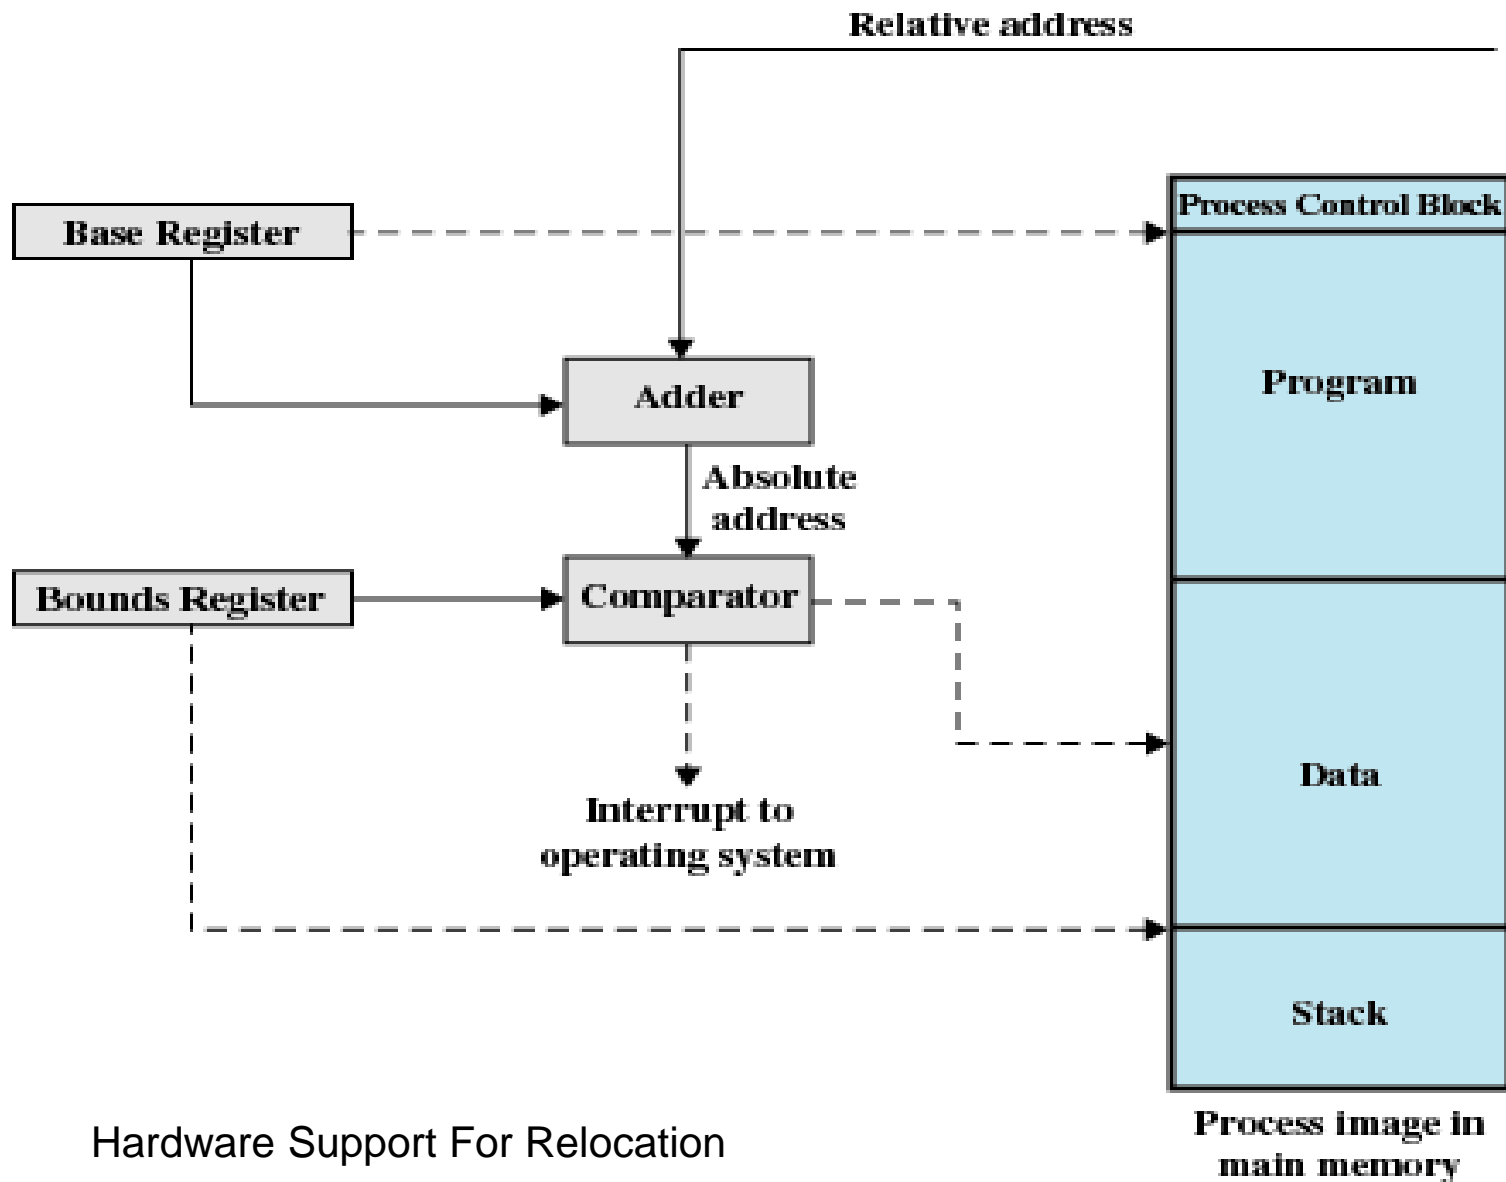 Relative address
Process Control Block
Base Register
Program
Adder
Absolute
address
Bounds Register
Comparator
Data
Interrupt to
operating system
Stack
Process image in
main memory
Hardware Support For Relocation